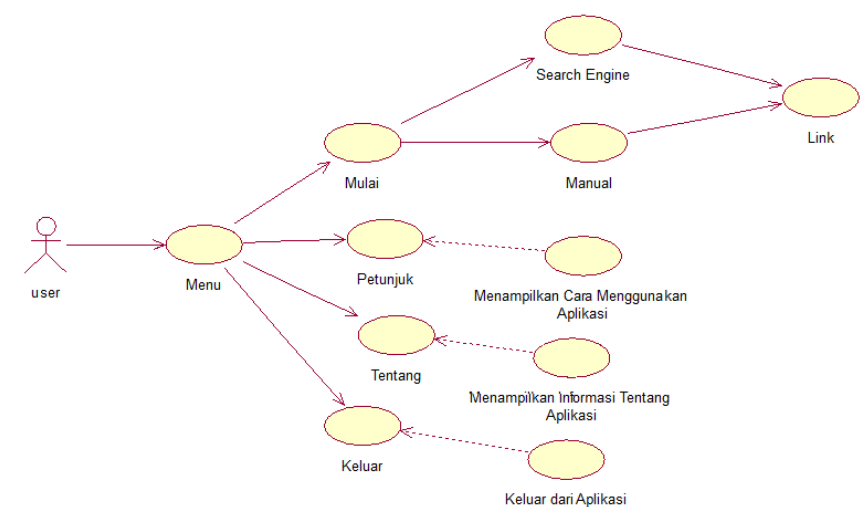 Search Engine
Link
Mulai
Manual
user
Menu
Petunjuk
Menampilkan Cara Menggunakan
Aplikasi
Tentang
Menampilkan Informasi Tentang
Aplikasi
Keluar
Keluar dari Aplikasi